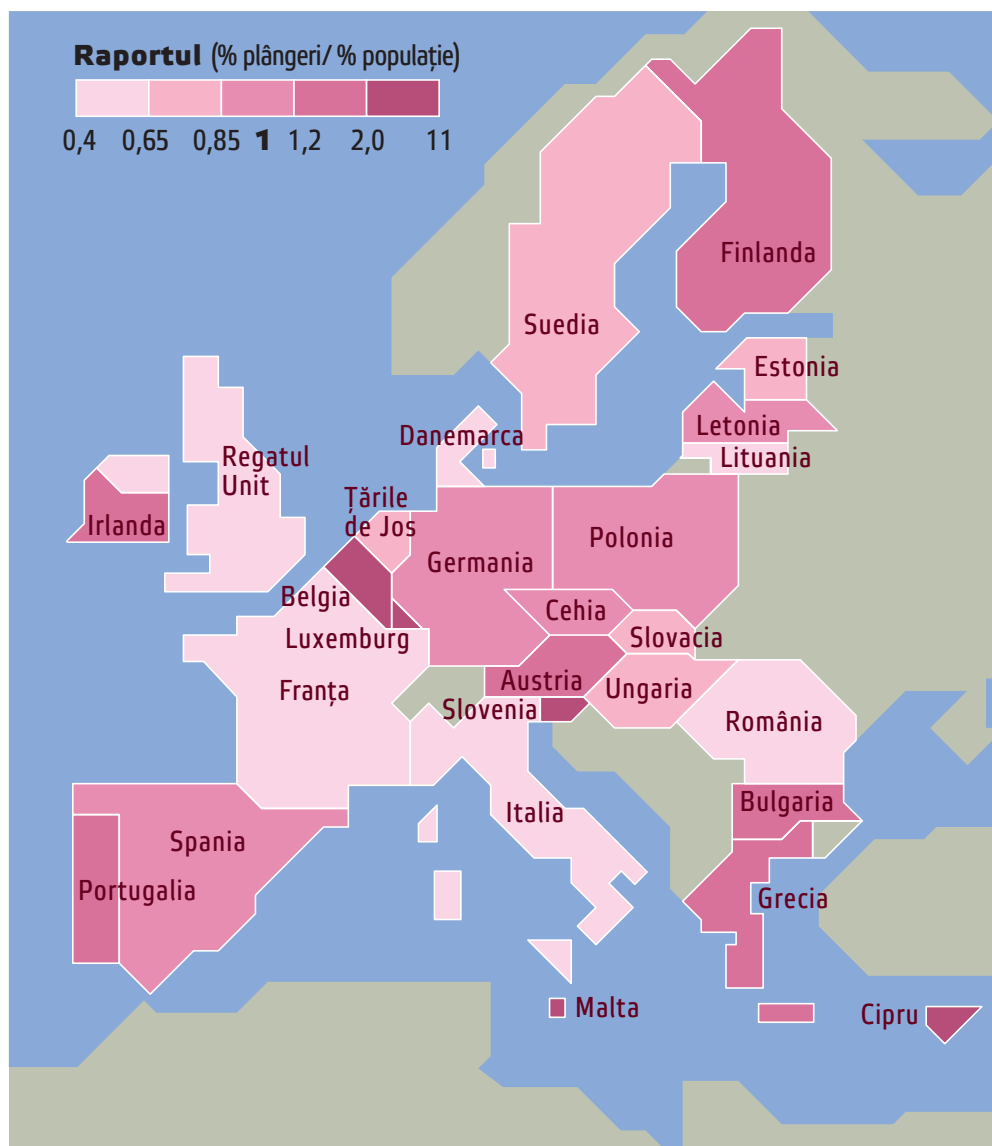 Raportul (% plângeri/ % populație)
0,4 0,65 0,85 1 1,2 2,0 11
Finlanda
Suedia
Estonia
Letonia
Danemarca
Lituania
Regatul
Unit
Țările
de Jos
Irlanda
Polonia
Germania
Belgia
Cehia
Luxemburg
Slovacia
Austria
Franța
Ungaria
Slovenia
România
Bulgaria
Italia
Spania
Portugalia
Grecia
Malta
Cipru